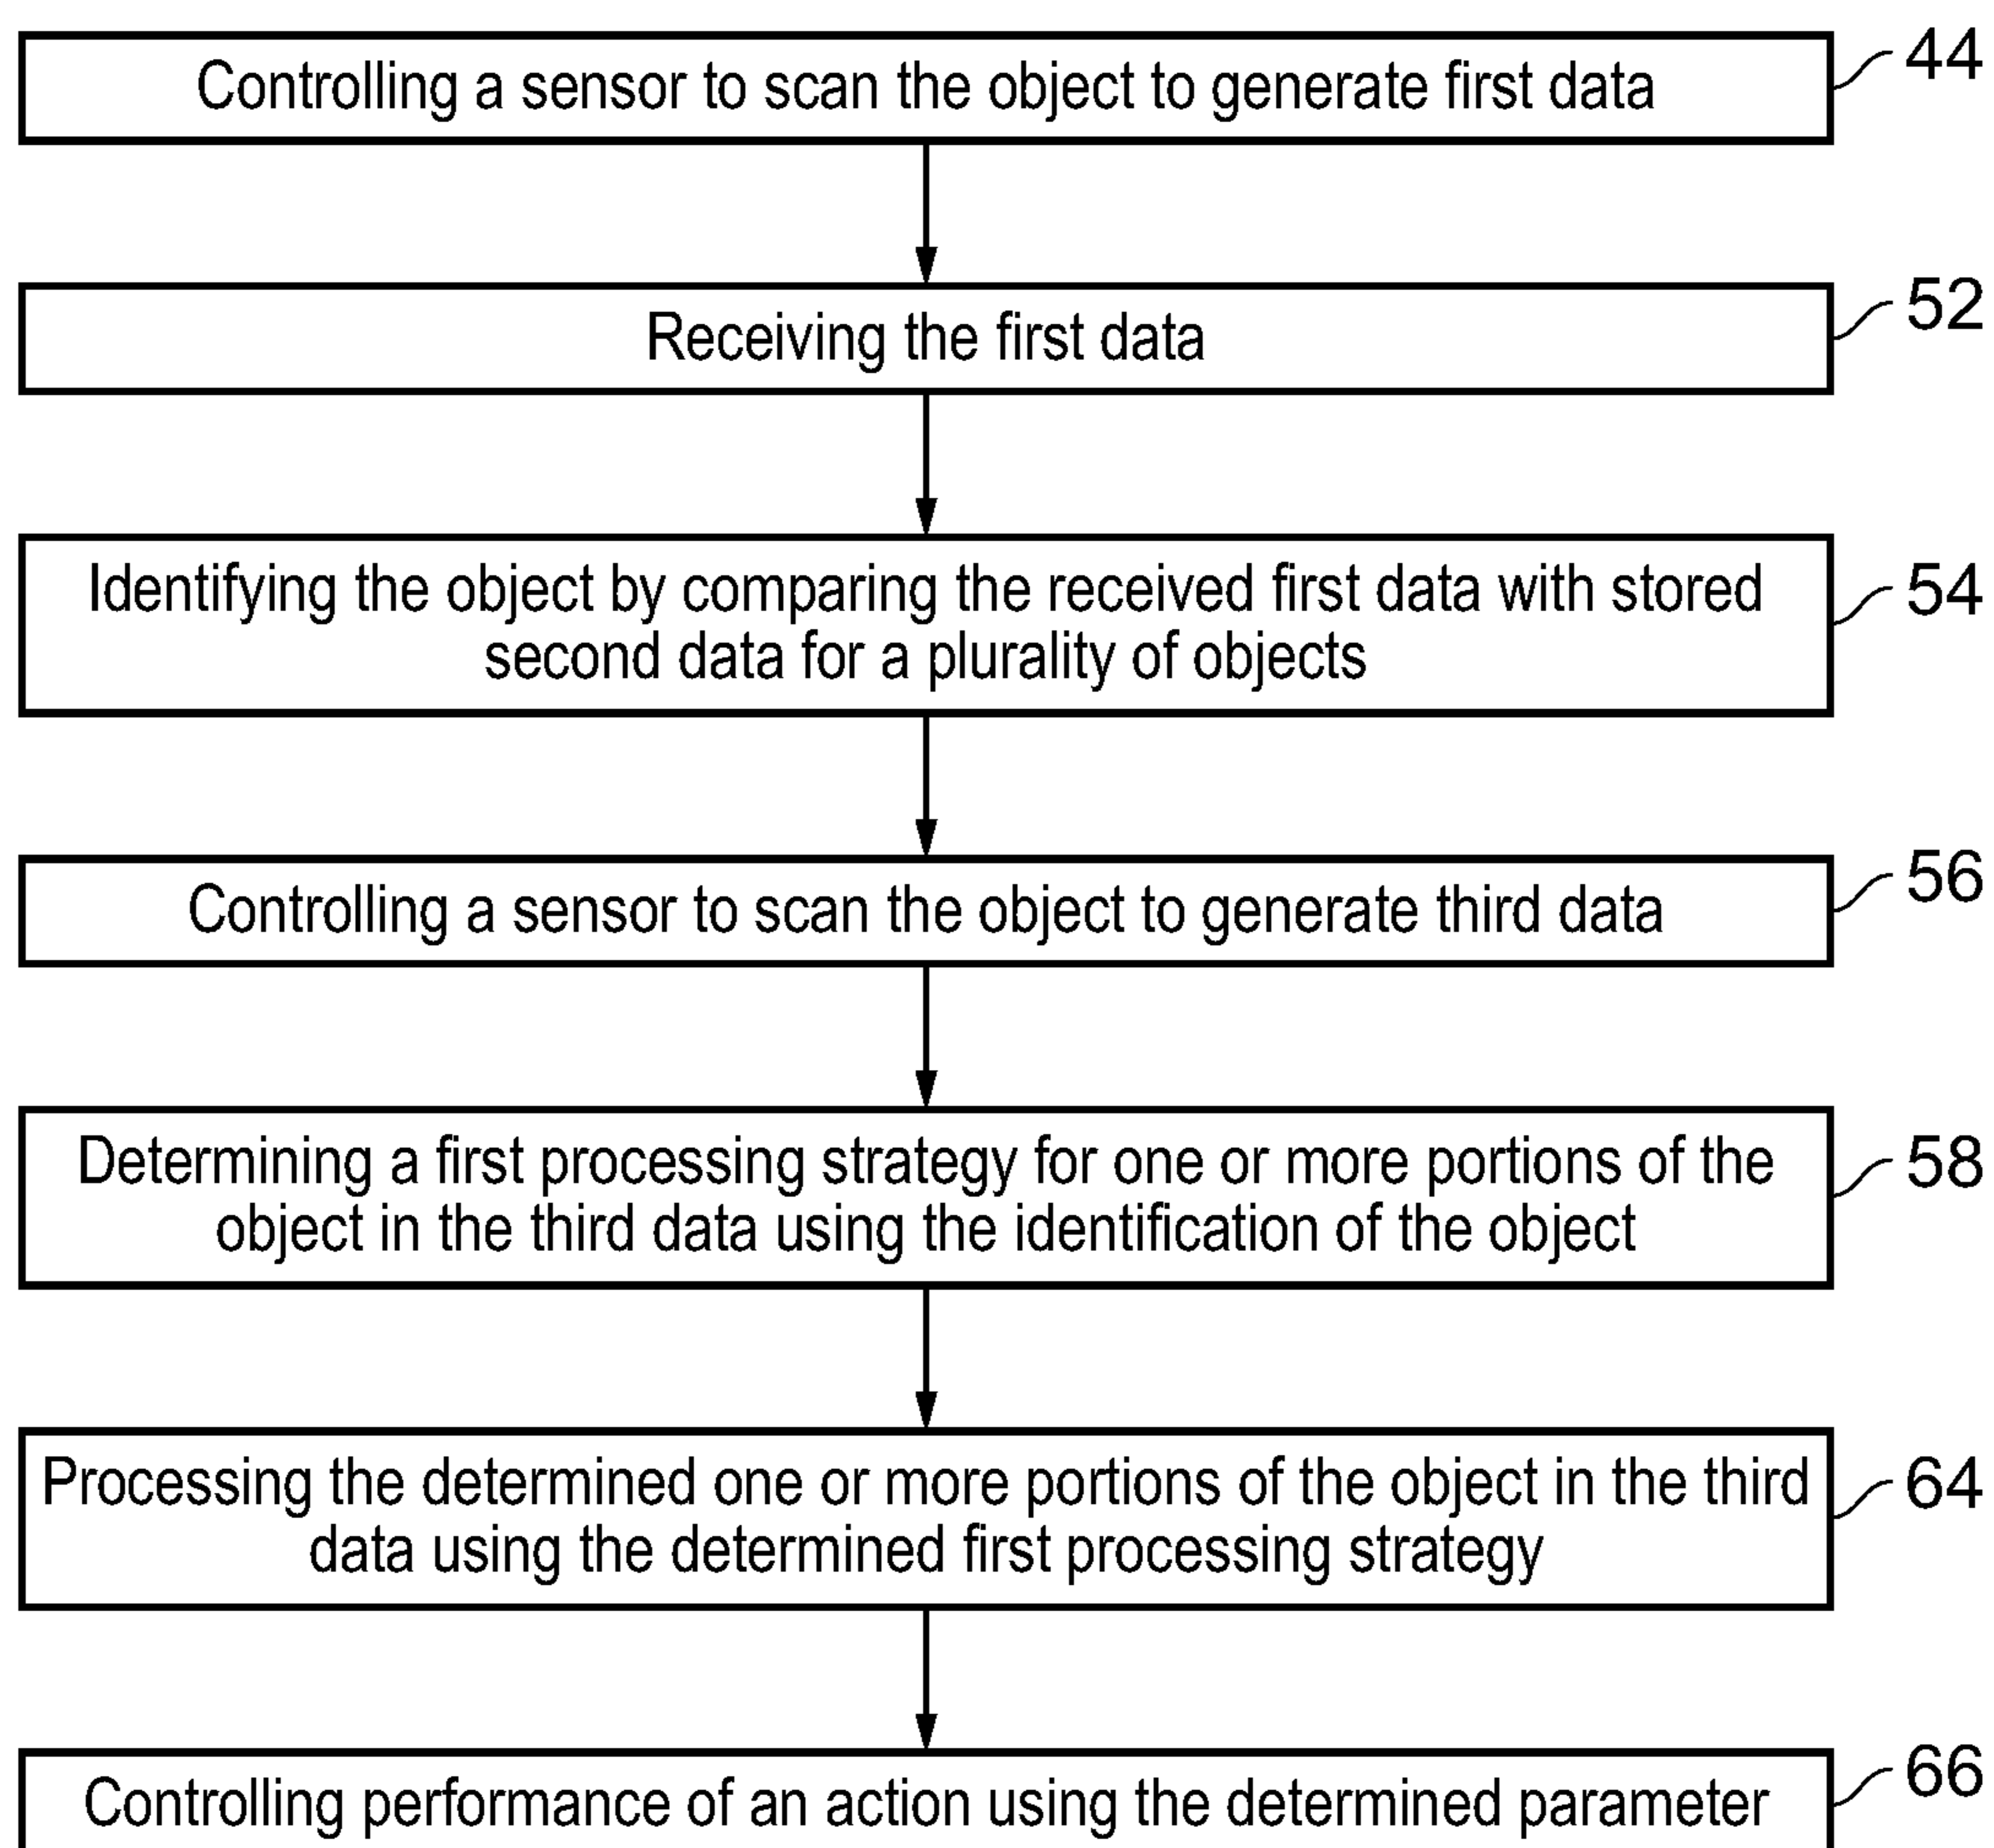 Controlling a sensor to scan the object to generate first data
44
Receiving the first data
52
Identifying the object by comparing the received first data with stored
second data for a plurality of objects
54
Controlling a sensor to scan the object to generate third data
56
Determining a first processing strategy for one or more portions of the
object in the third data using the identification of the object
58
Processing the determined one or more portions of the object in the third
data using the determined first processing strategy
64
Controlling performance of an action using the determined parameter
66